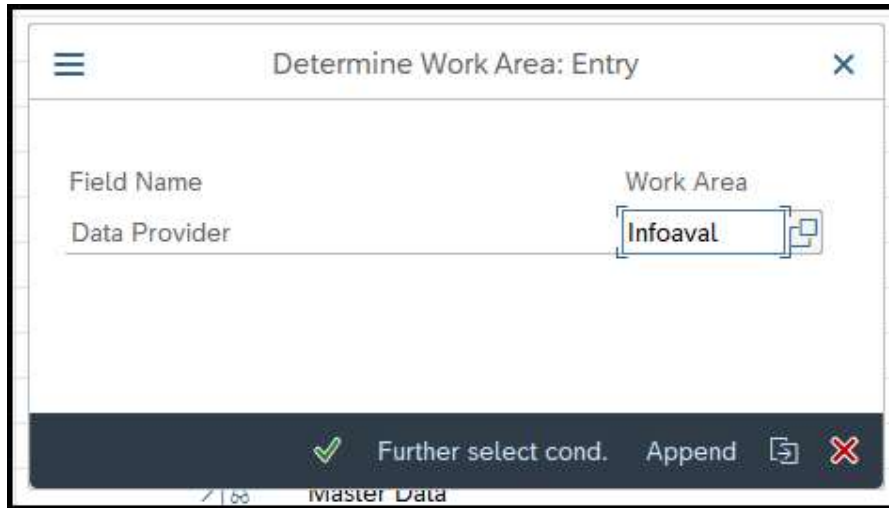 Determine Work Area: Entry
Field Name Work Area
Data Provider Infoaval
Further select cond. Append
Master Data